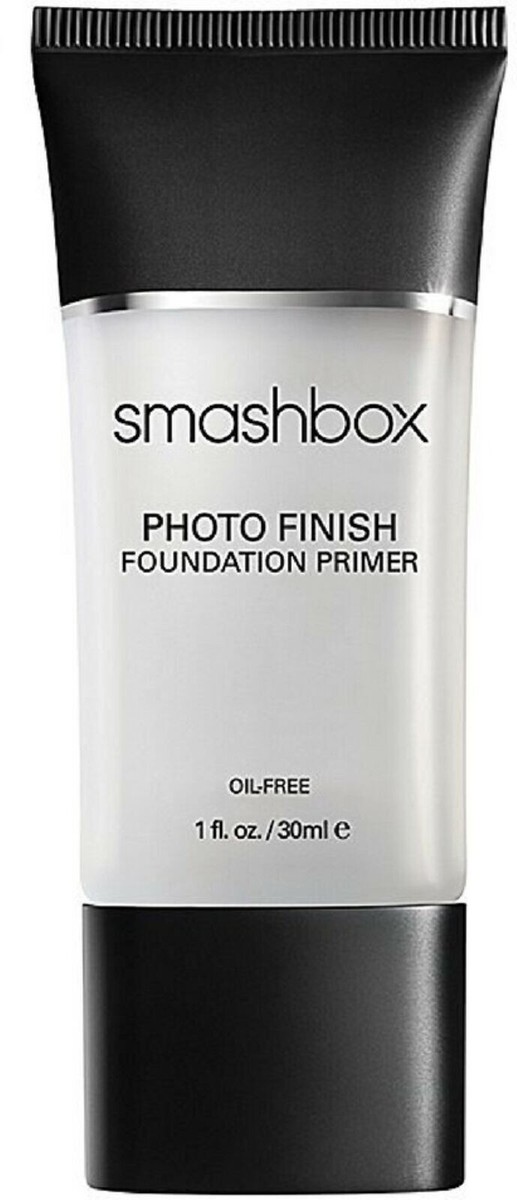 smashbox
PHOTO FINISH
FOUNDATION PRIMER
OIL-FREE
1 fl. oz. / 30ml ℮